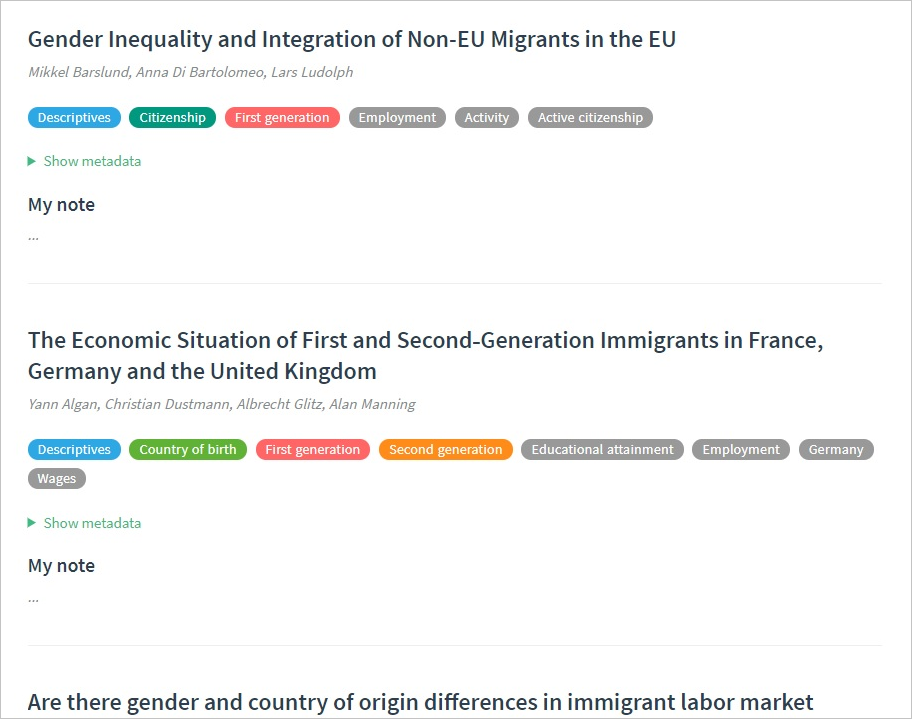 Gender Inequality and Integration of Non-EU Migrants in the EU
Mikkel Barslund, Anna Di Bartolomeo, Lars Ludolph
Descriptives Citizenship First generation Employment Activity Active citizenship
Show metadata
My note
...
The Economic Situation of First and Second-Generation Immigrants in France,
Germany and the United Kingdom
Yann Algan, Christian Dustmann, Albrecht Glitz, Alan Manning
Descriptives Country of birth First generation Second generation Educational attainment Employment Germany
Wages
Show metadata
My note
...
Are there gender and country of origin differences in immigrant labor market